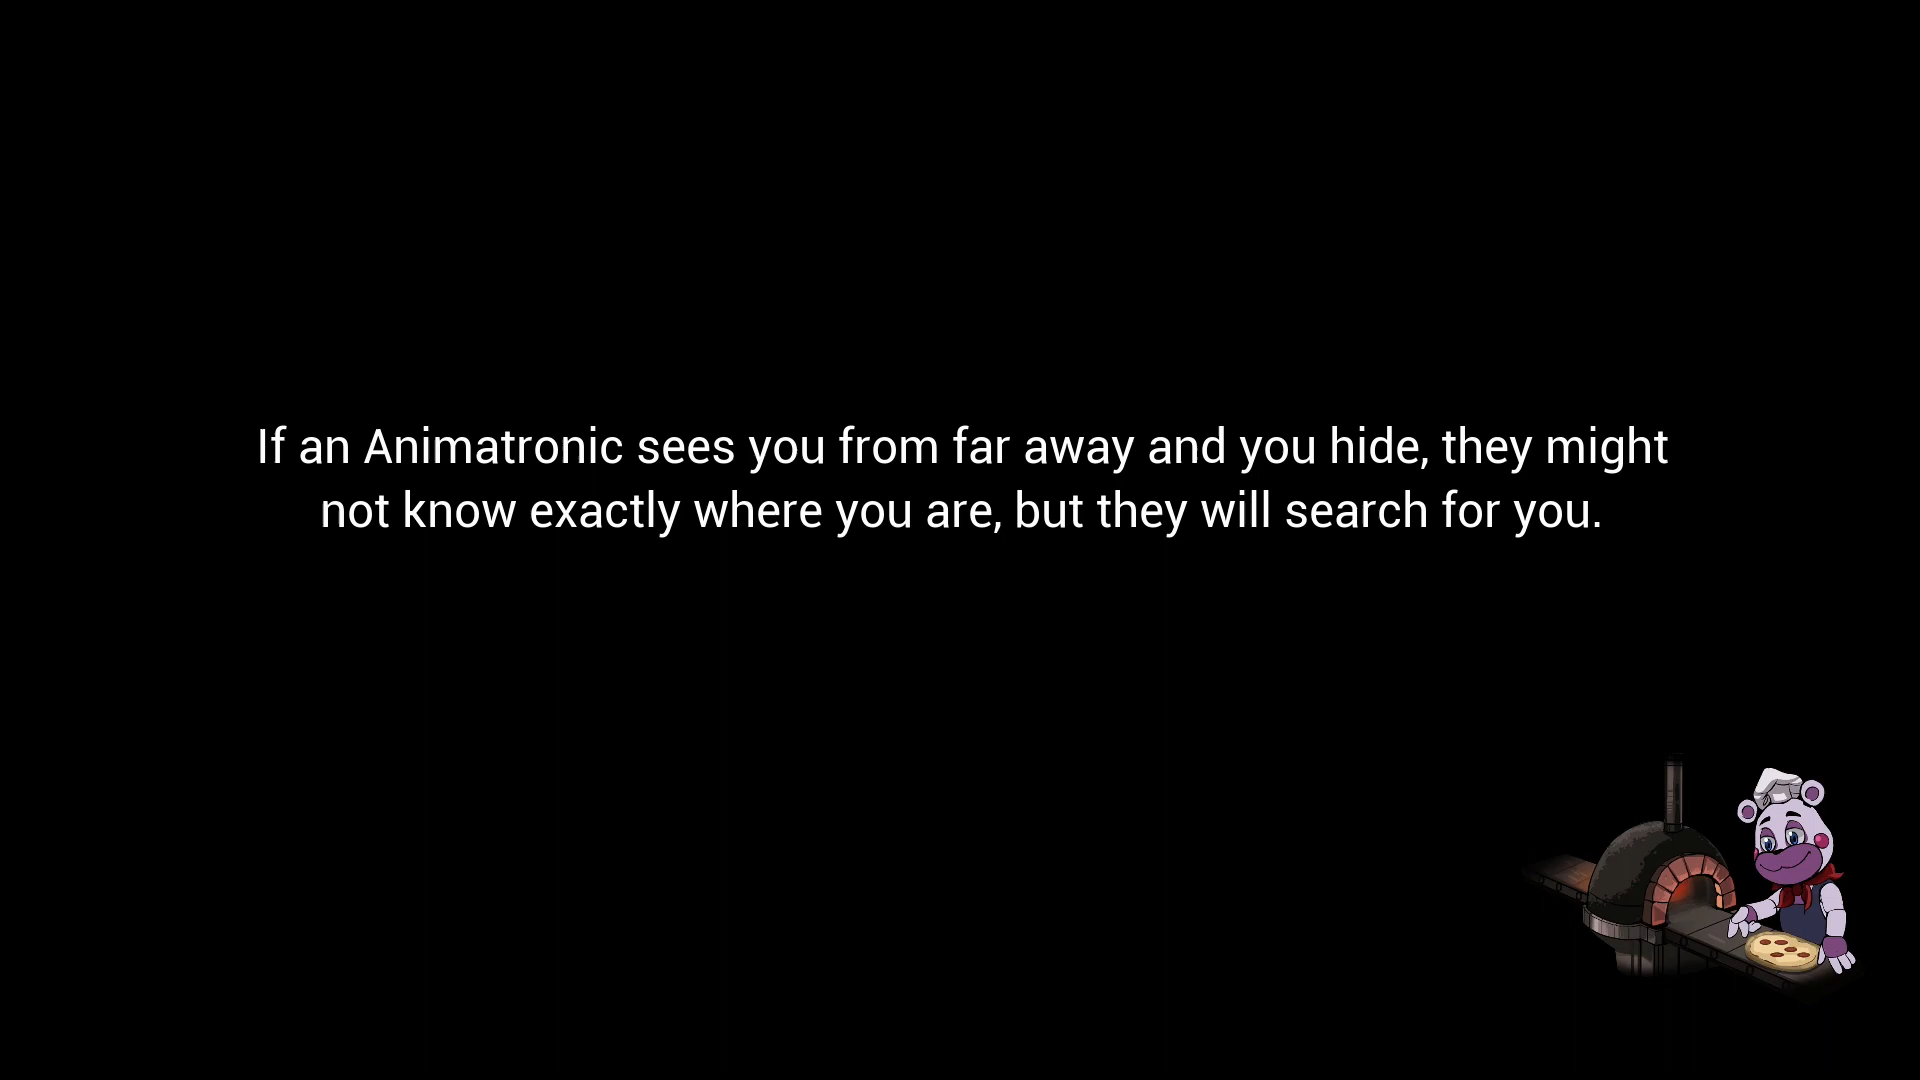 If an Animatronic sees you from far away and you hide, they might
not know exactly where you are, but they will search for you.